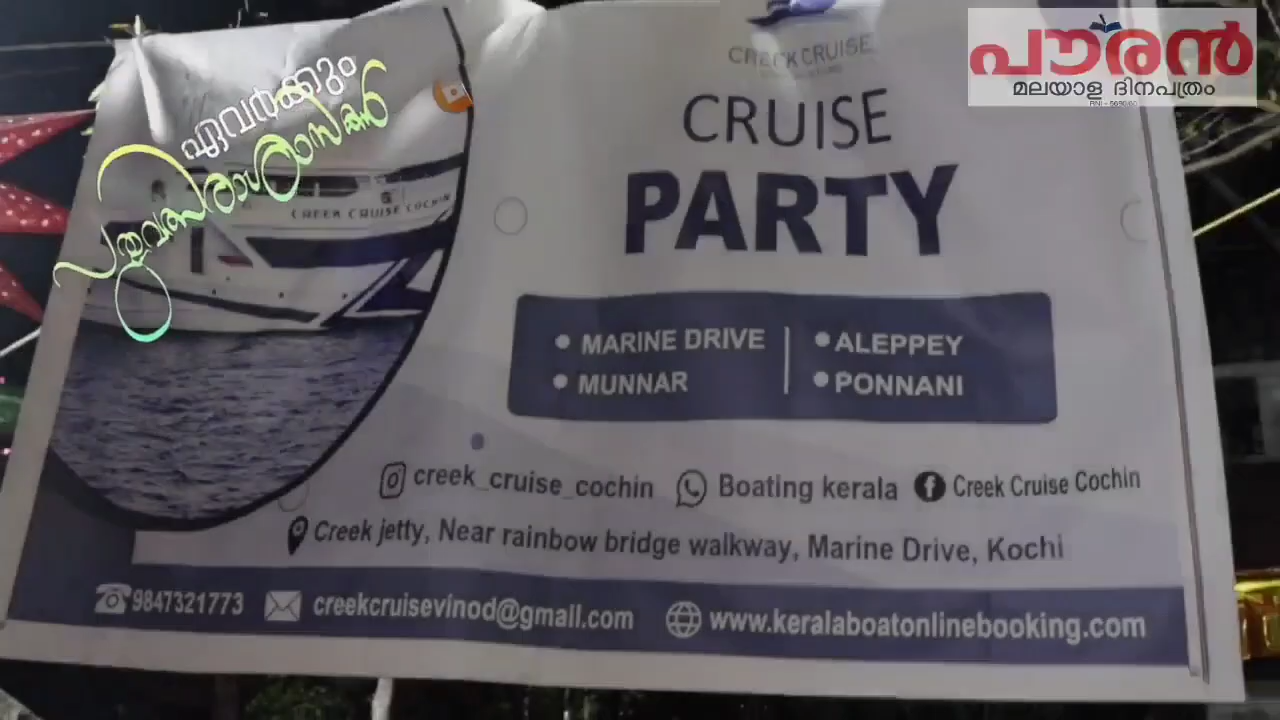 പൗരൻ
മലയാള ദിനപത്രം
ഏവർക്കും
പുതുവത്സരാശംസകൾ
CREEK CRUISE
CREEK CRUISE COCHIN
CRUISE
PARTY
MARINE DRIVE
MUNNAR
ALEPPEY
PONNANI
creek_cruise_cochin Boating kerala Creek Cruise Cochin
Creek jetty, Near rainbow bridge walkway, Marine Drive, Kochi
9847321773 creekcruisevinod@gmail.com www.keralaboatonlinebooking.com